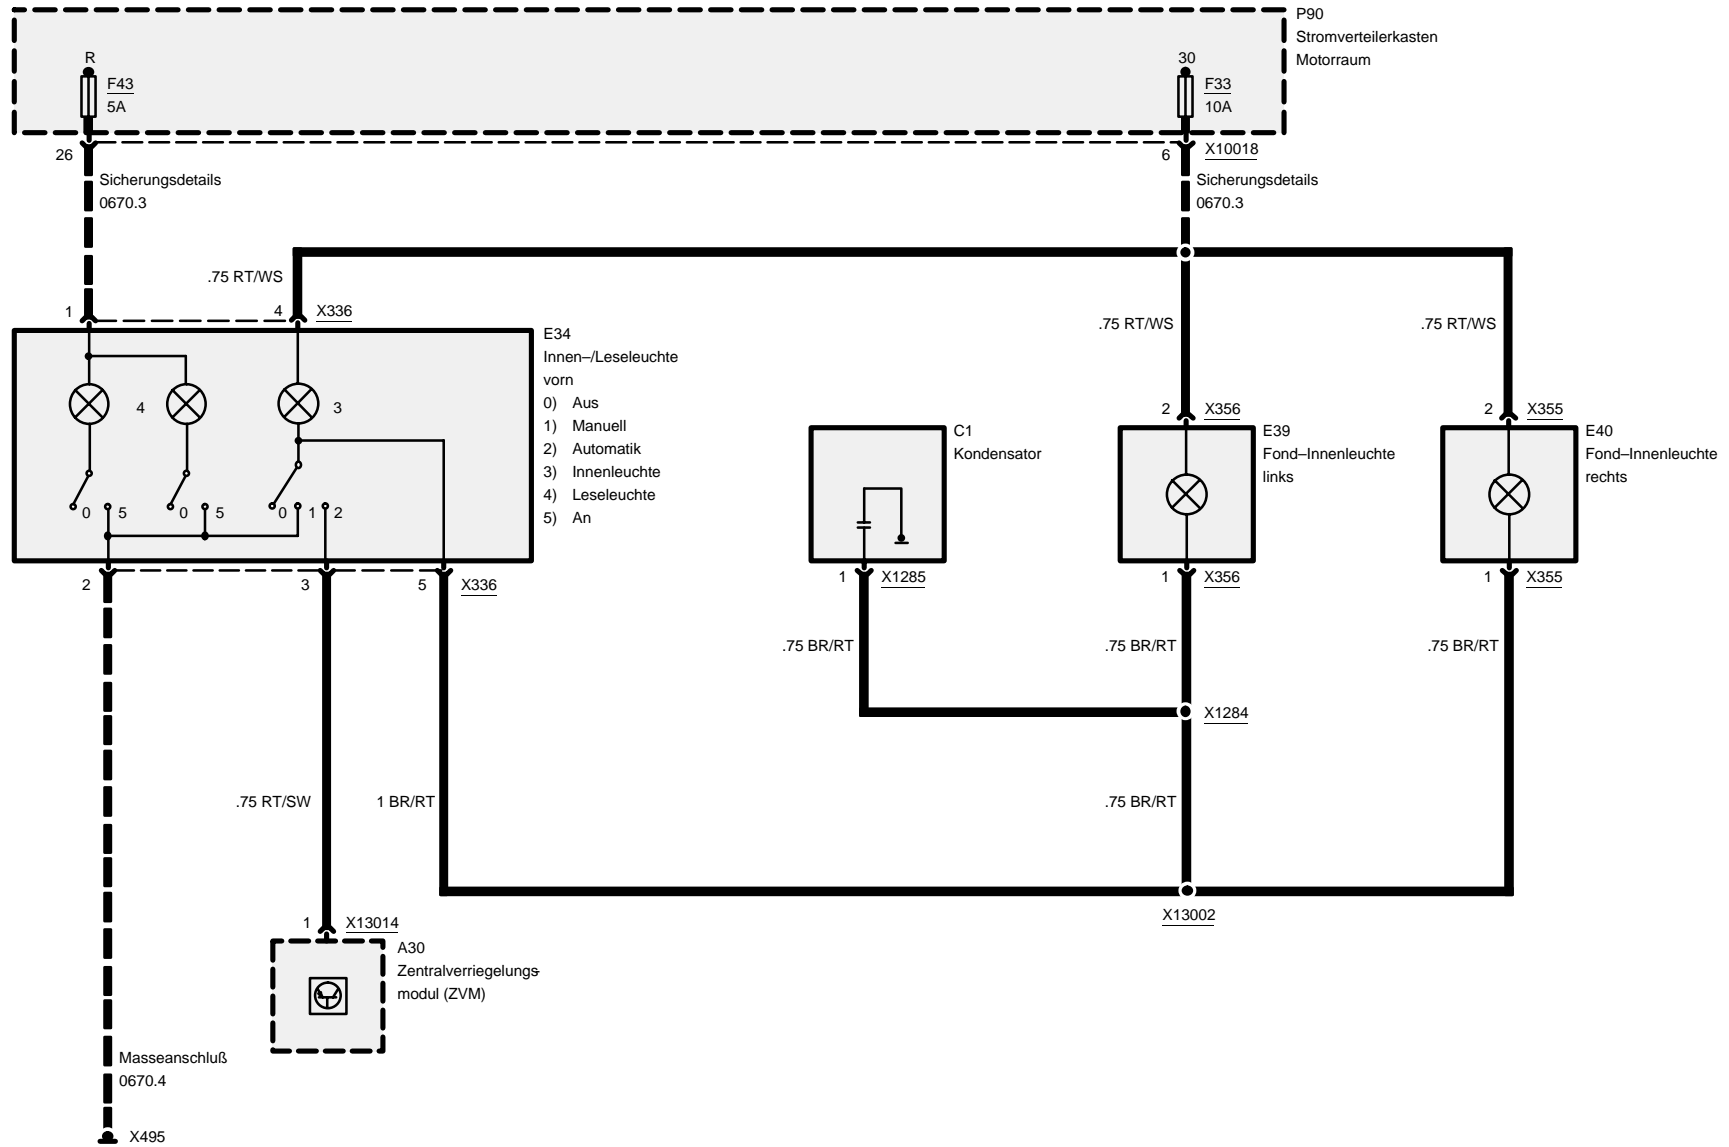 P90
Stromverteilerkasten
Motorraum
R
F43
5A
30
F33
10A
26
6
X10018
Sicherungsdetails
0670.3
Sicherungsdetails
0670.3
.75 RT/WS
1
4
X336
.75 RT/WS
.75 RT/WS
E34
Innen–/Leseleuchte
vorn
0) Aus
1) Manuell
2) Automatik
3) Innenleuchte
4) Leseleuchte
5) An
4
3
0
5
0
5
0
1
2
2
X356
2
X355
C1
Kondensator
E39
Fond–Innenleuchte
links
E40
Fond–Innenleuchte
rechts
2
3
5
X336
1
X1285
1
X356
1
X355
.75 BR/RT
.75 BR/RT
.75 BR/RT
X1284
.75 RT/SW
1 BR/RT
.75 BR/RT
X13002
1
X13014
A30
Zentralverriegelungs-
modul (ZVM)
Masseanschluß
0670.4
X495